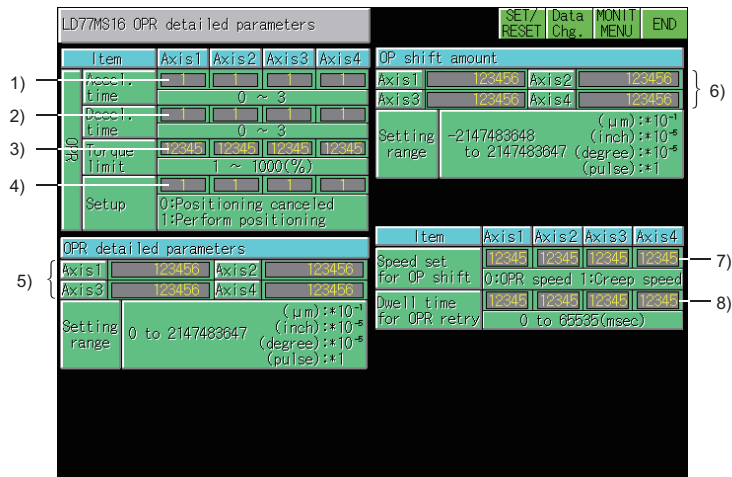 LD77MS16 OPR detailed parameters
SET/ RESET
Data Chg.
MONIT MENU
END
Item Axis1 Axis2 Axis3 Axis4
OPR
1) Accel. time 1 1 1 1
0 ~ 3
2) Decel. time 1 1 1 1
0 ~ 3
3) Torque limit 12345 12345 12345 12345
1 ~ 1000(%)
4) Setup 1 1 1 1
0:Positioning canceled
1:Perform positioning
OPR detailed parameters
5) Axis1 123456 Axis2 123456
Axis3 123456 Axis4 123456
Setting range
0 to 2147483647
(μm):*10⁻¹
(inch):*10⁻⁵
(degree):*10⁻⁵
(pulse):*1
OP shift amount
Axis1 123456 Axis2 123456 6)
Axis3 123456 Axis4 123456
Setting range
-2147483648
to 2147483647
(μm):*10⁻¹
(inch):*10⁻⁵
(degree):*10⁻⁵
(pulse):*1
Item Axis1 Axis2 Axis3 Axis4
Speed set for OP shift 12345 12345 12345 12345 7)
0:OPR speed 1:Creep speed
Dwell time for OPR retry 12345 12345 12345 12345 8)
0 to 65535(msec)